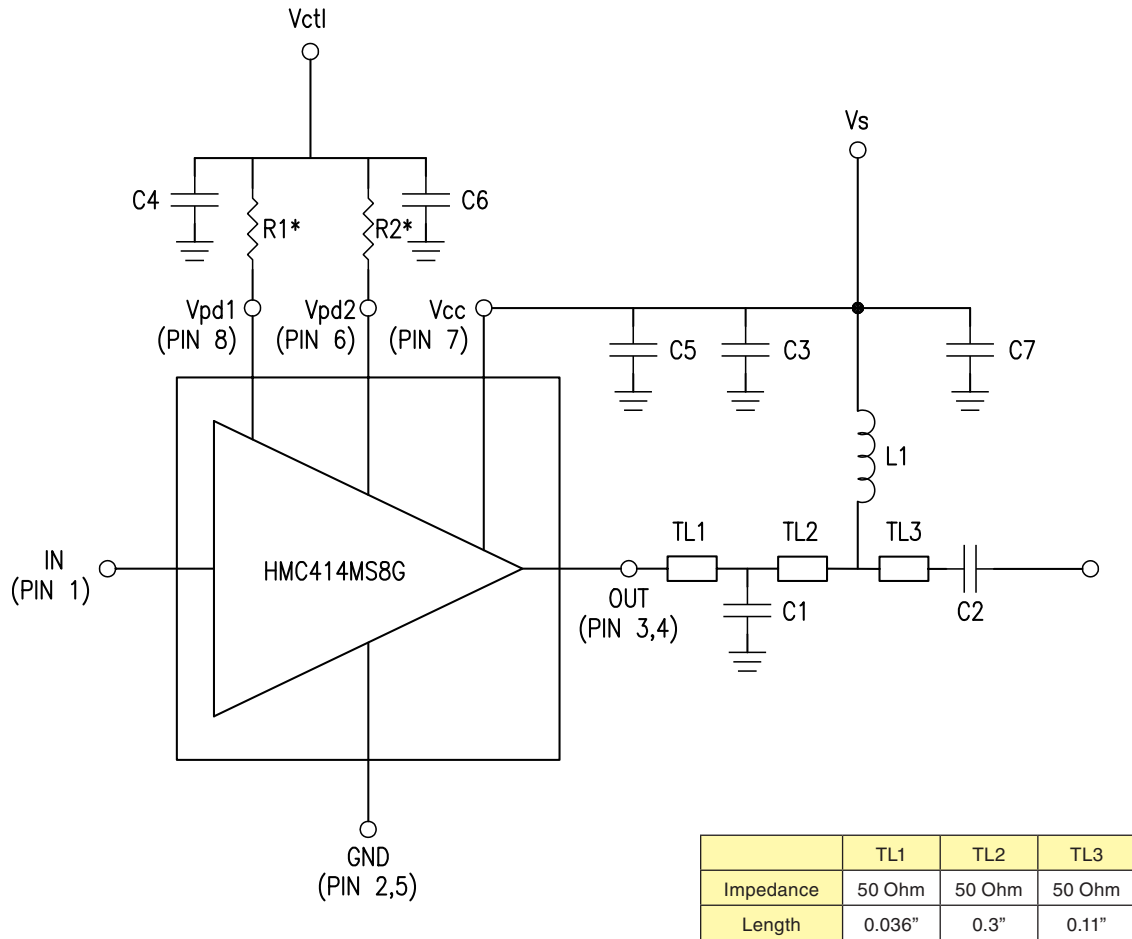 Vctl
Vs
C4
R1*
R2*
C6
Vpd1
(PIN 8)
Vpd2
(PIN 6)
Vcc
(PIN 7)
C5
C3
C7
L1
IN
(PIN 1)
HMC414MS8G
TL1
TL2
TL3
OUT
(PIN 3,4)
C1
C2
GND
(PIN 2,5)
TL1 TL2 TL3
Impedance 50 Ohm 50 Ohm 50 Ohm
Length 0.036” 0.3” 0.11”